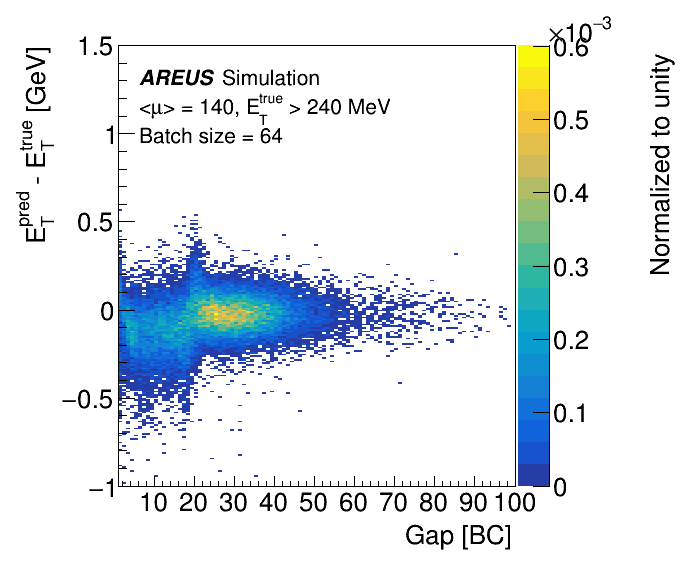 ×10⁻³
AREUS Simulation
<μ> = 140, E_T^true > 240 MeV
Batch size = 64
E_T^pred - E_T^true [GeV]
1.5
1
0.5
0
−0.5
−1
10 20 30 40 50 60 70 80 90 100
Gap [BC]
0.6
0.5
0.4
0.3
0.2
0.1
0
Normalized to unity